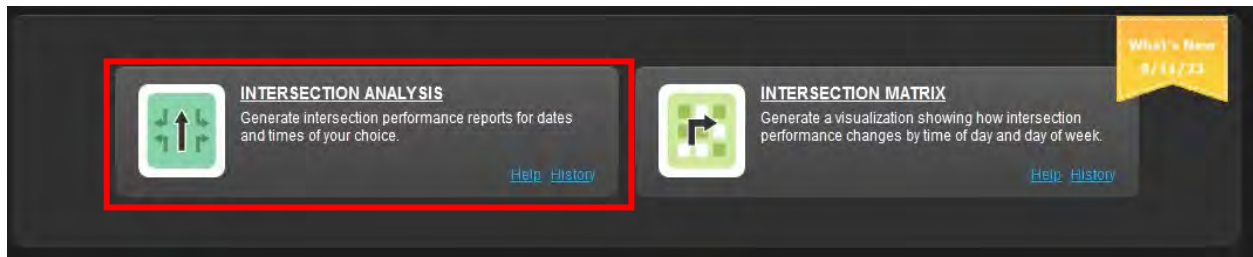 What's New
INTERSECTION ANALYSIS
Generate intersection performance reports for dates
and times of your choice.
Help History
INTERSECTION MATRIX
Generate a visualization showing how intersection
performance changes by time of day and day of week.
Help History